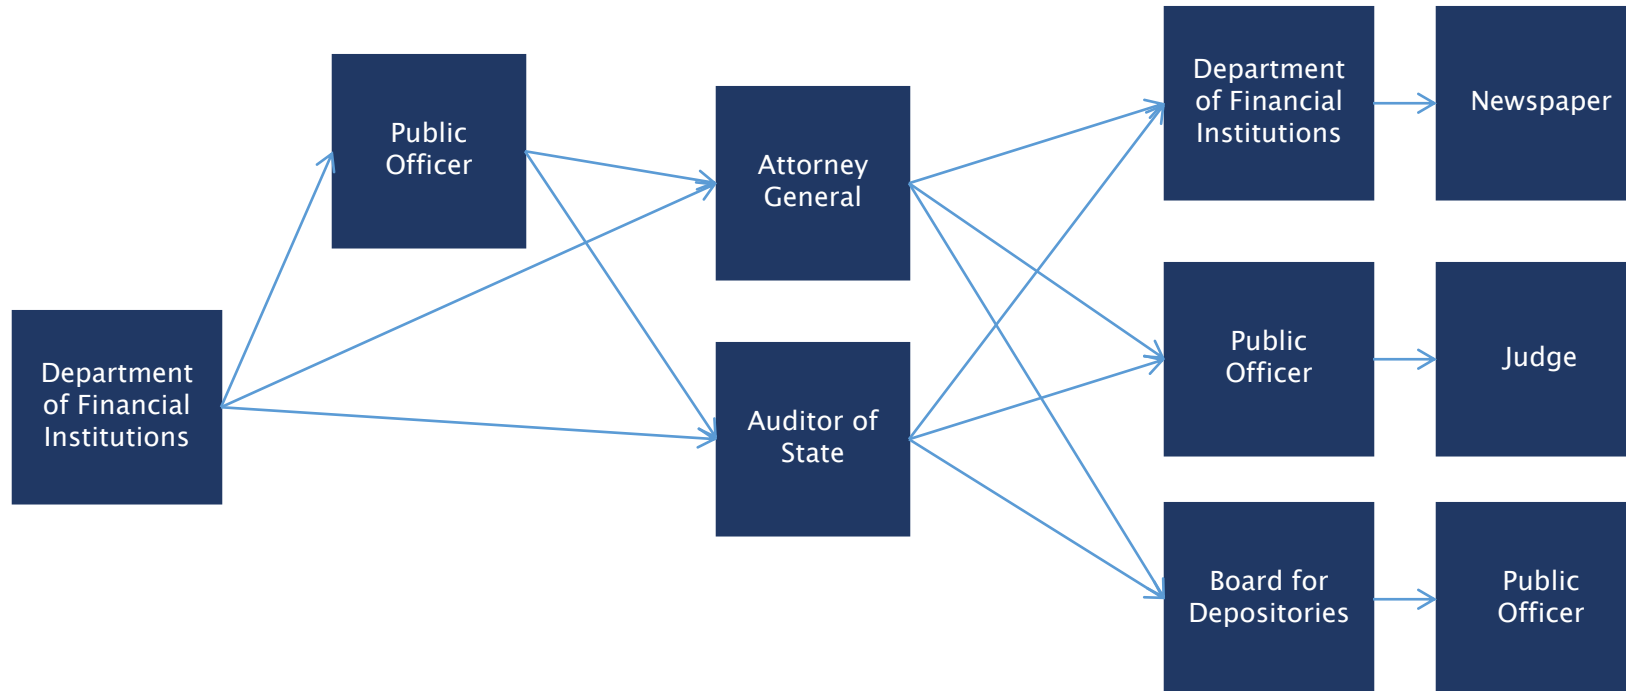 Department
of Financial
Institutions
Public
Officer
Attorney
General
Auditor of
State
Department
of Financial
Institutions
Newspaper
Public
Officer
Judge
Board for
Depositories
Public
Officer